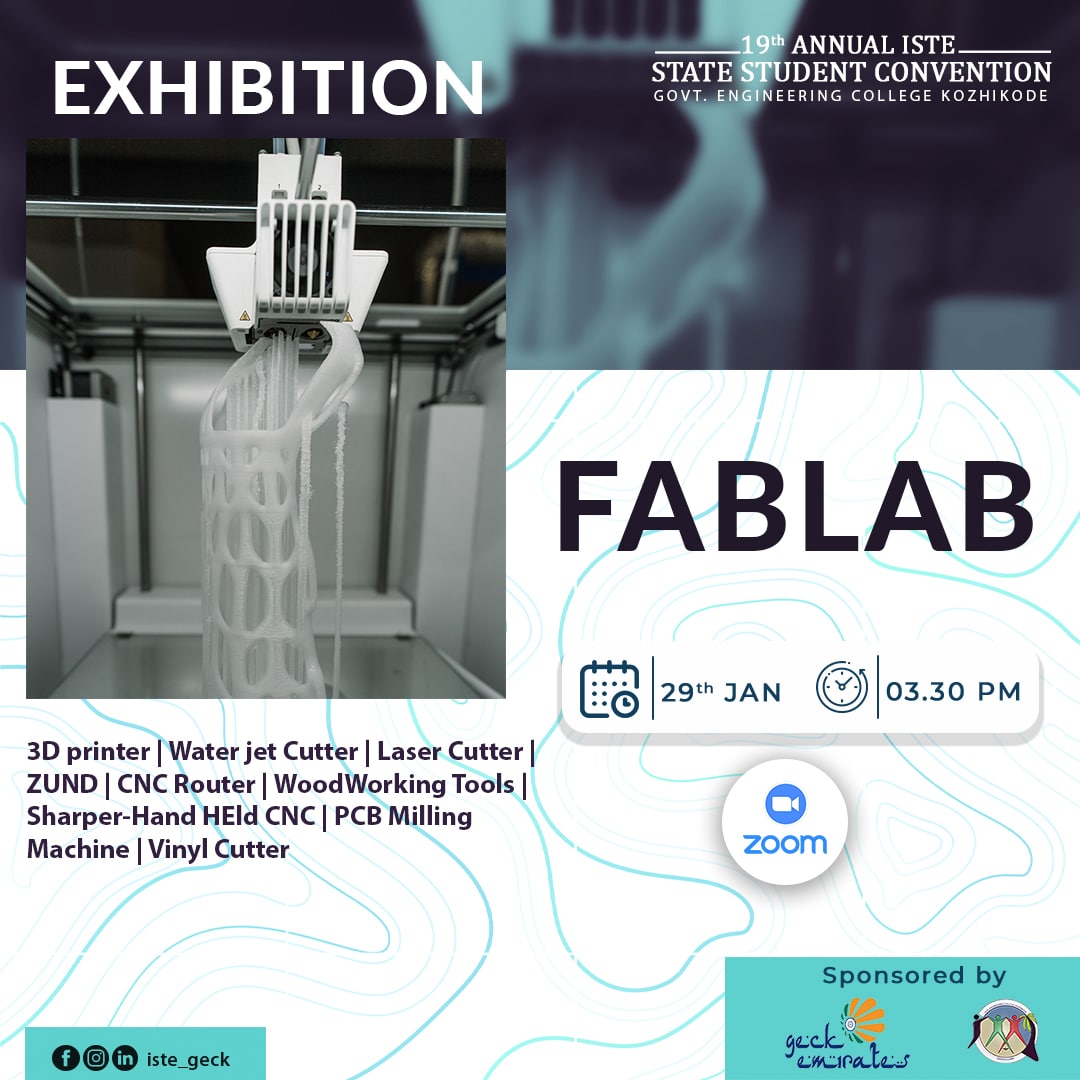 EXHIBITION
19th ANNUAL ISTE
STATE STUDENT CONVENTION
GOVT. ENGINEERING COLLEGE KOZHIKODE
1 2
FABLAB
29th JAN
03.30 PM
zoom
3D printer | Water jet Cutter | Laser Cutter |
ZUND | CNC Router | WoodWorking Tools |
Sharper-Hand HEld CNC | PCB Milling
Machine | Vinyl Cutter
Sponsored by
geck
emirates
iste_geck